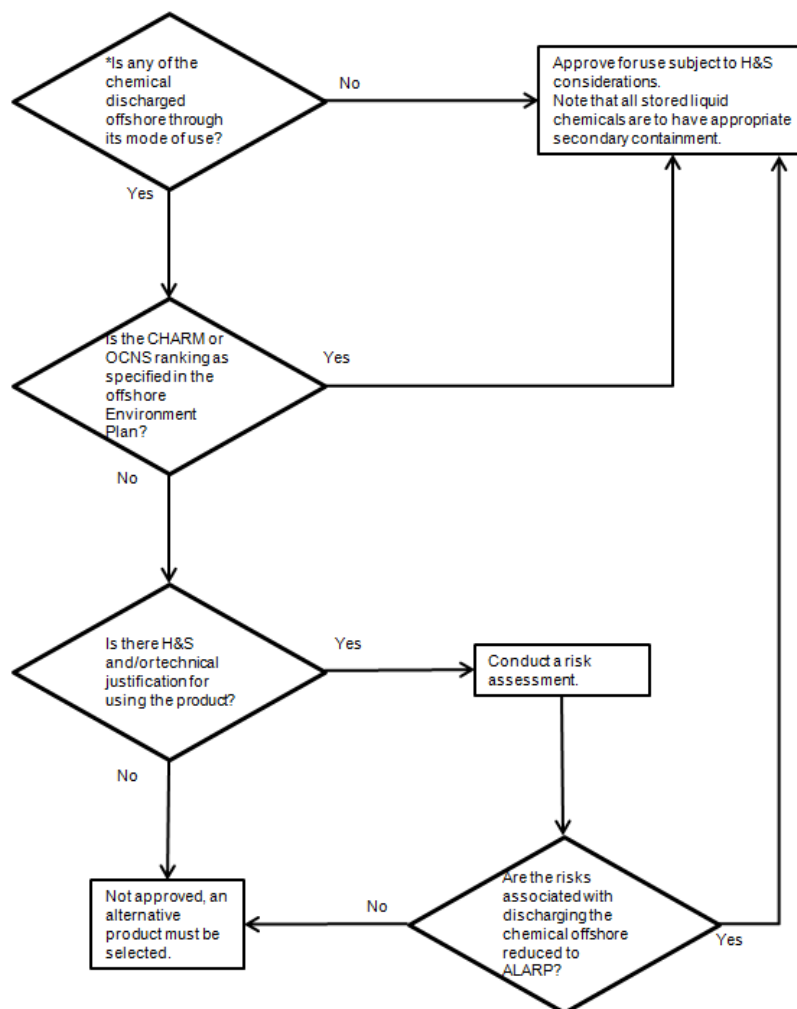 *Is any of the
chemical
discharged
offshore through
its mode of use?
No
Approve for use subject to H&S
considerations.
Note that all stored liquid
chemicals are to have appropriate
secondary containment.
Yes
Is the CHARM or
OCNS ranking as
specified in the
offshore
Environment
Plan?
Yes
No
Is there H&S
and/or technical
justification for
using the product?
Yes
Conduct a risk
assessment.
No
Not approved, an
alternative
product must be
selected.
No
Are the risks
associated with
discharging the
chemical offshore
reduced to
ALARP?
Yes